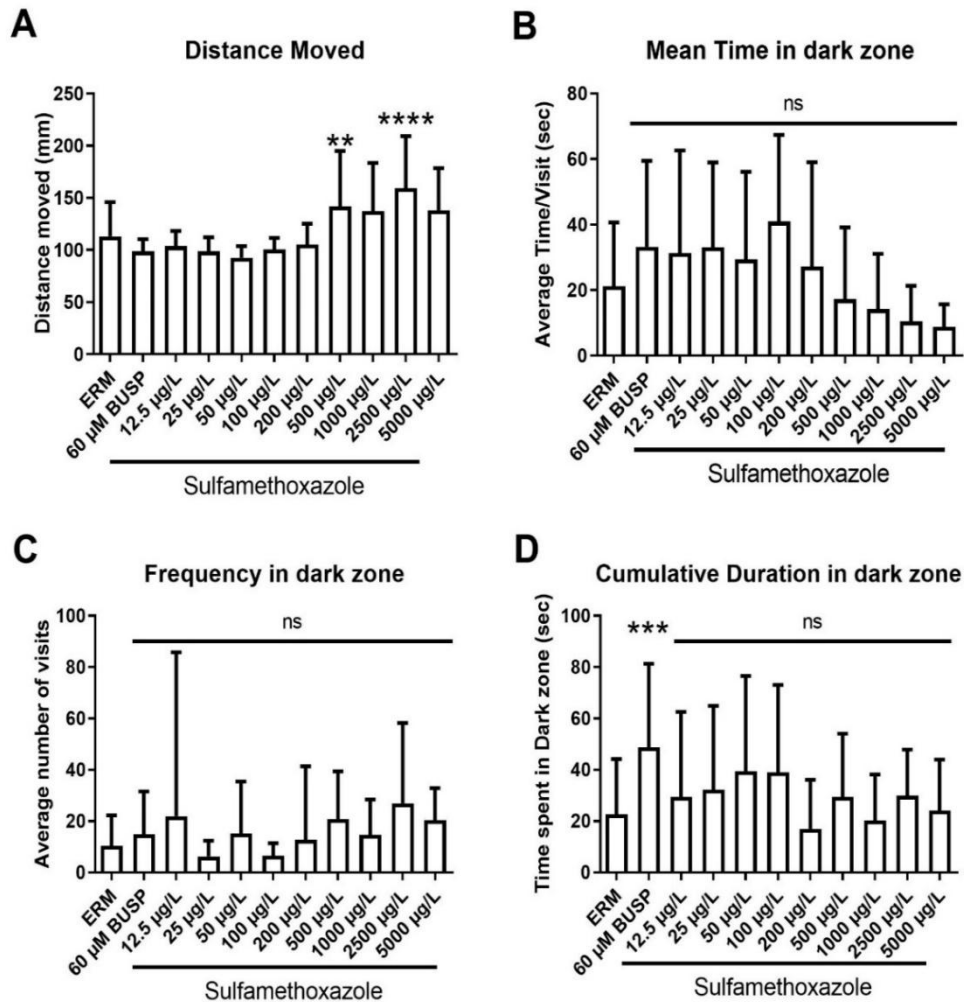 A
Distance Moved
Distance moved (mm)
250
200
150
100
50
0
**
****
ERM
60 µM BUSP
12.5 µg/L
25 µg/L
50 µg/L
100 µg/L
200 µg/L
500 µg/L
1000 µg/L
2500 µg/L
5000 µg/L
Sulfamethoxazole
B
Mean Time in dark zone
Average Time/Visit (sec)
80
60
40
20
0
ns
ERM
60 µM BUSP
12.5 µg/L
25 µg/L
50 µg/L
100 µg/L
200 µg/L
500 µg/L
1000 µg/L
2500 µg/L
5000 µg/L
Sulfamethoxazole
C
Frequency in dark zone
Average number of visits
100
80
60
40
20
0
ns
ERM
60 µM BUSP
12.5 µg/L
25 µg/L
50 µg/L
100 µg/L
200 µg/L
500 µg/L
1000 µg/L
2500 µg/L
5000 µg/L
Sulfamethoxazole
D
Cumulative Duration in dark zone
Time spent in Dark zone (sec)
100
80
60
40
20
0
***
ns
ERM
60 µM BUSP
12.5 µg/L
25 µg/L
50 µg/L
100 µg/L
200 µg/L
500 µg/L
1000 µg/L
2500 µg/L
5000 µg/L
Sulfamethoxazole